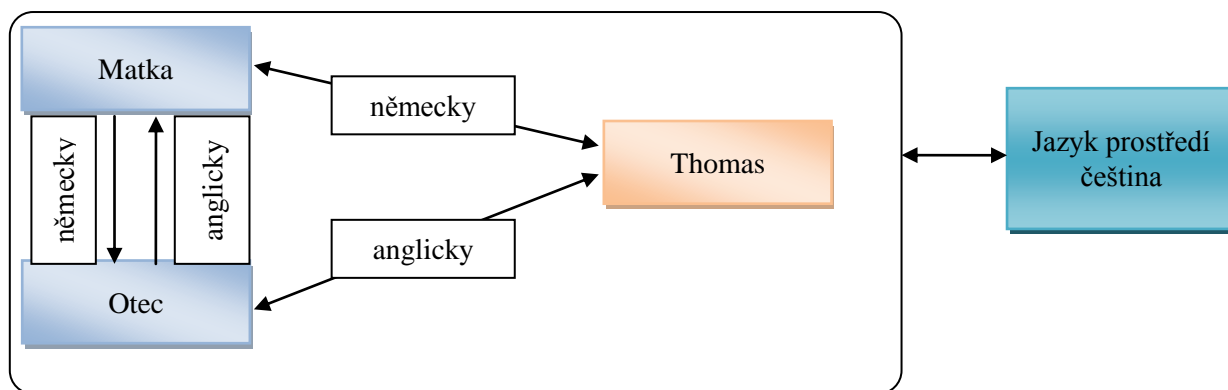 Matka
německy
německy
anglicky
Thomas
Jazyk prostředí
čeština
anglicky
Otec